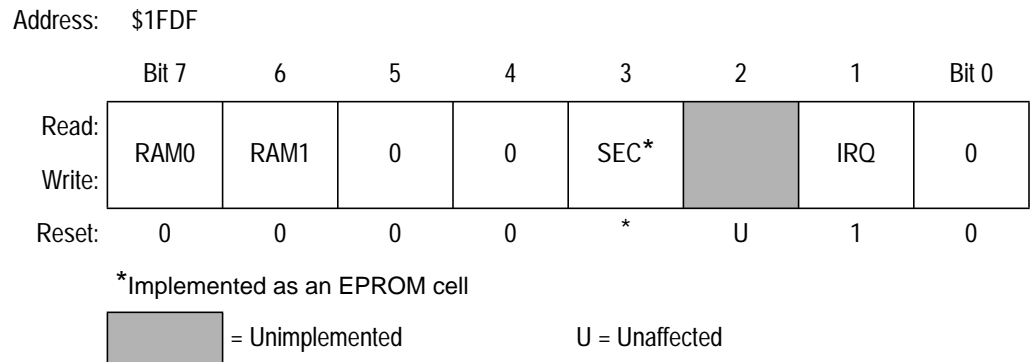 Address: $1FDF
Bit 7 6 5 4 3 2 1 Bit 0
Read:
RAM0 RAM1 0 0 SEC* IRQ 0
Write:
Reset: 0 0 0 0 * U 1 0
*Implemented as an EPROM cell
= Unimplemented U = Unaffected